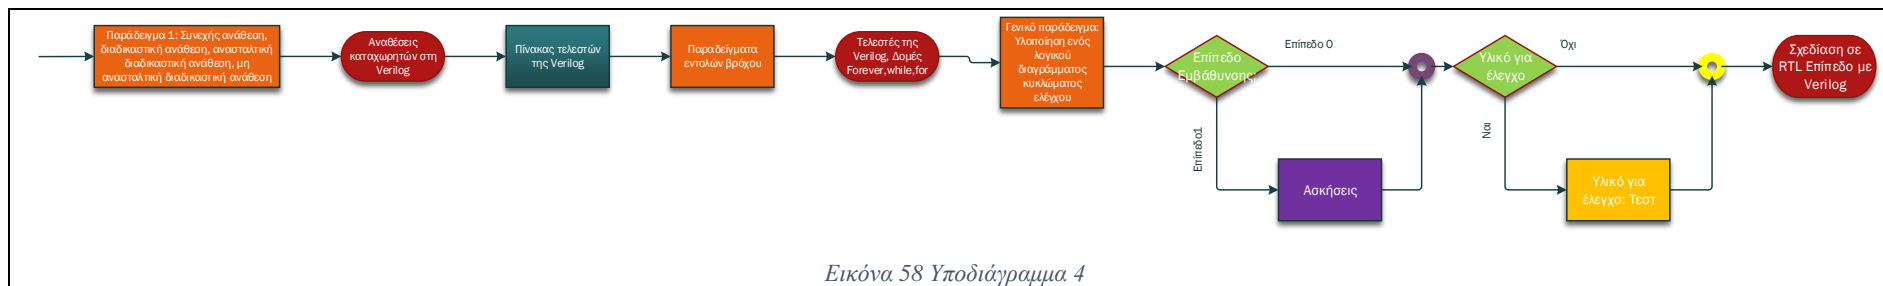 Παράδειγμα 1: Συνεχής ανάθεση,
διαδικαστική ανάθεση, ανασταλτική
διαδικαστική ανάθεση, μη
ανασταλτική διαδικαστική ανάθεση
Αναθέσεις
καταχωρητών στη
Verilog
Πίνακας τελεστών
της Verilog
Παραδείγματα
εντολών βρόχου
Τελεστές της
Verilog, Δομές
Forever,while,for
Γενικό παράδειγμα:
Υλοποίηση ενός
λογικού
διαγράμματος
κυκλώματος
ελέγχου
Επίπεδο
Εμβάθυνσης;
Επίπεδο 0
Επίπεδο1
Ασκήσεις
Υλικό για
έλεγχο
Όχι
Ναι
Υλικό για
έλεγχο: Τεστ
Σχεδίαση σε
RTL Επίπεδο με
Verilog
Εικόνα 58 Υποδιάγραμμα 4